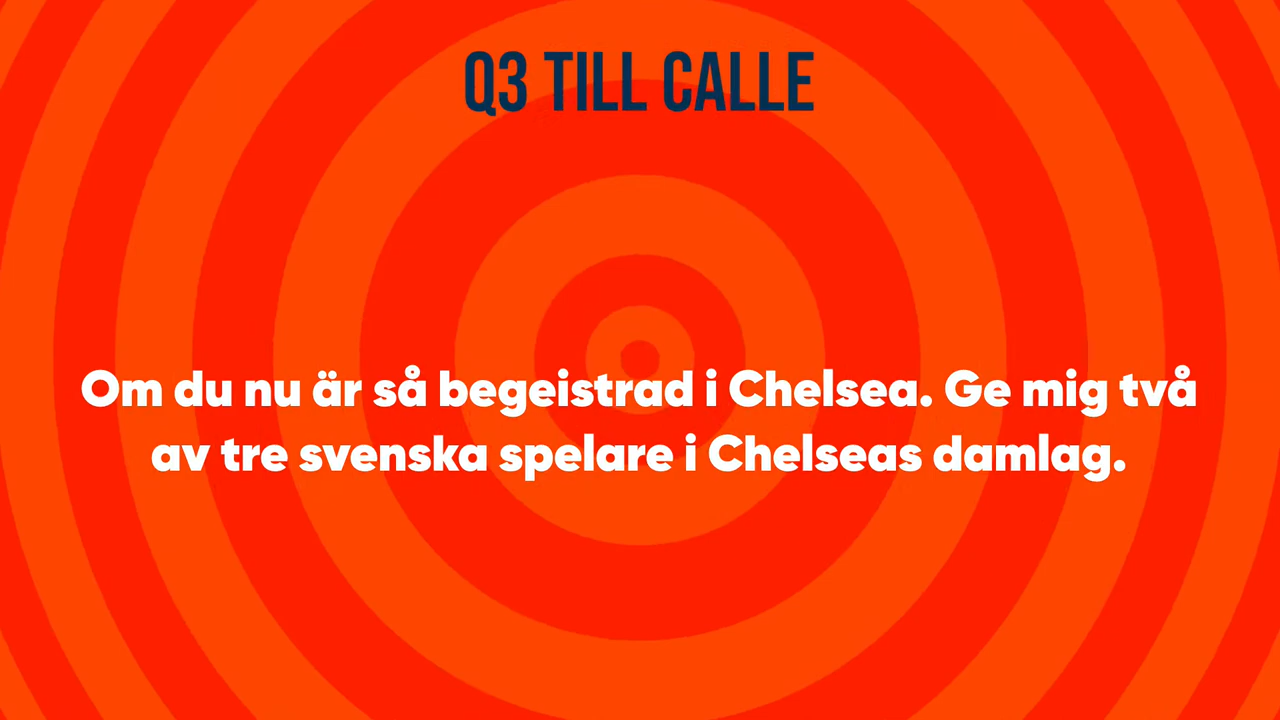 Q3 TILL CALLE
Om du nu är så begeistrad i Chelsea. Ge mig två
av tre svenska spelare i Chelseas damlag.